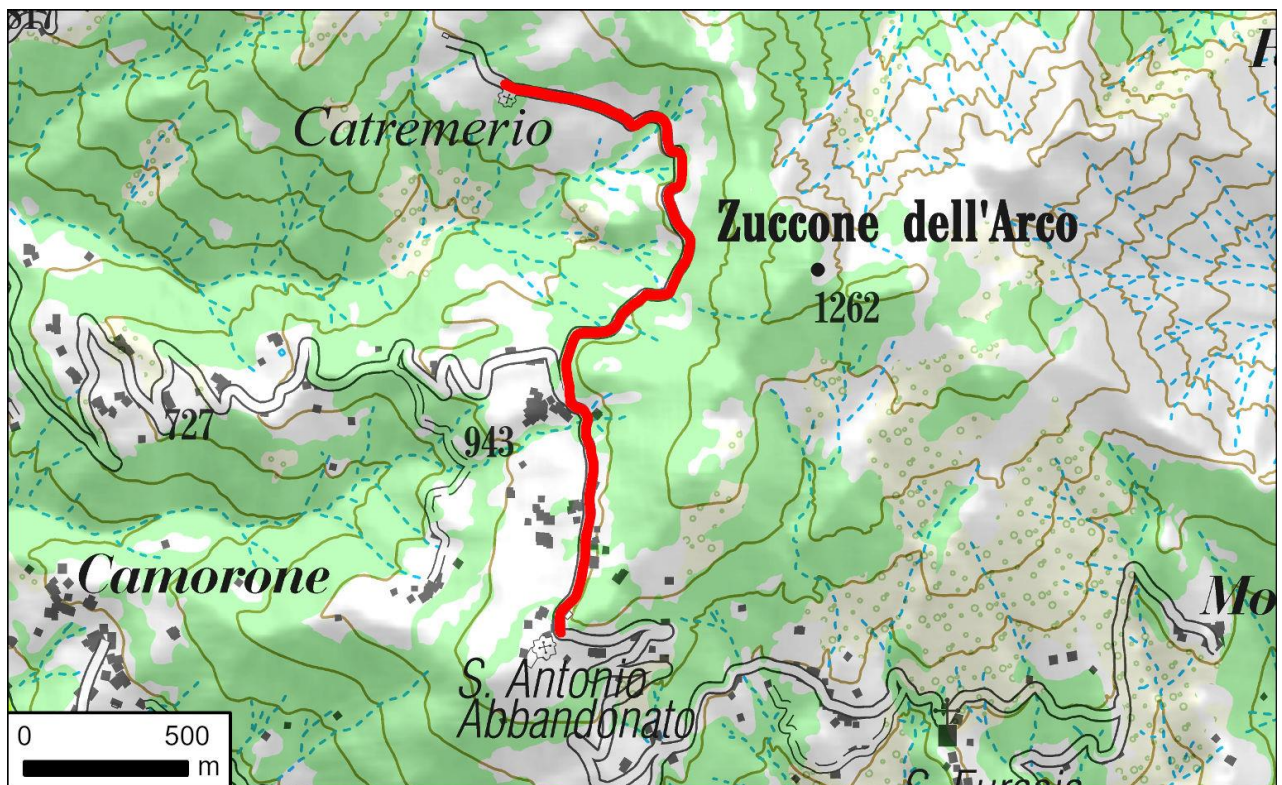 Catremerio
Zuccone dell'Arco
1262
727
943
Camorone
Mo
S. Antonio
Abbandonato
0 500
m